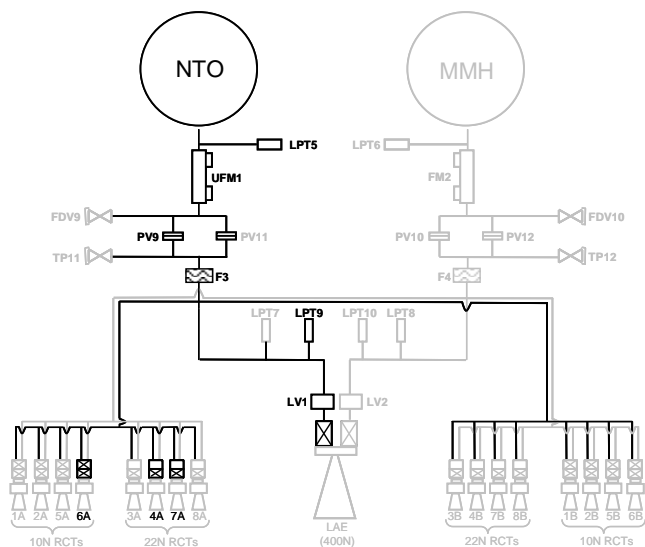 NTO
MMH
LPT5
LPT6
UFM1
FM2
FDV9
FDV10
PV9
PV11
PV10
PV12
TP11
TP12
F3
F4
LPT7
LPT9
LPT10
LPT8
LV1
LV2
1A 2A 5A 6A
3A 4A 7A 8A
3B 4B 7B 8B
1B 2B 5B 6B
LAE
(400N)
10N RCTs
22N RCTs
22N RCTs
10N RCTs